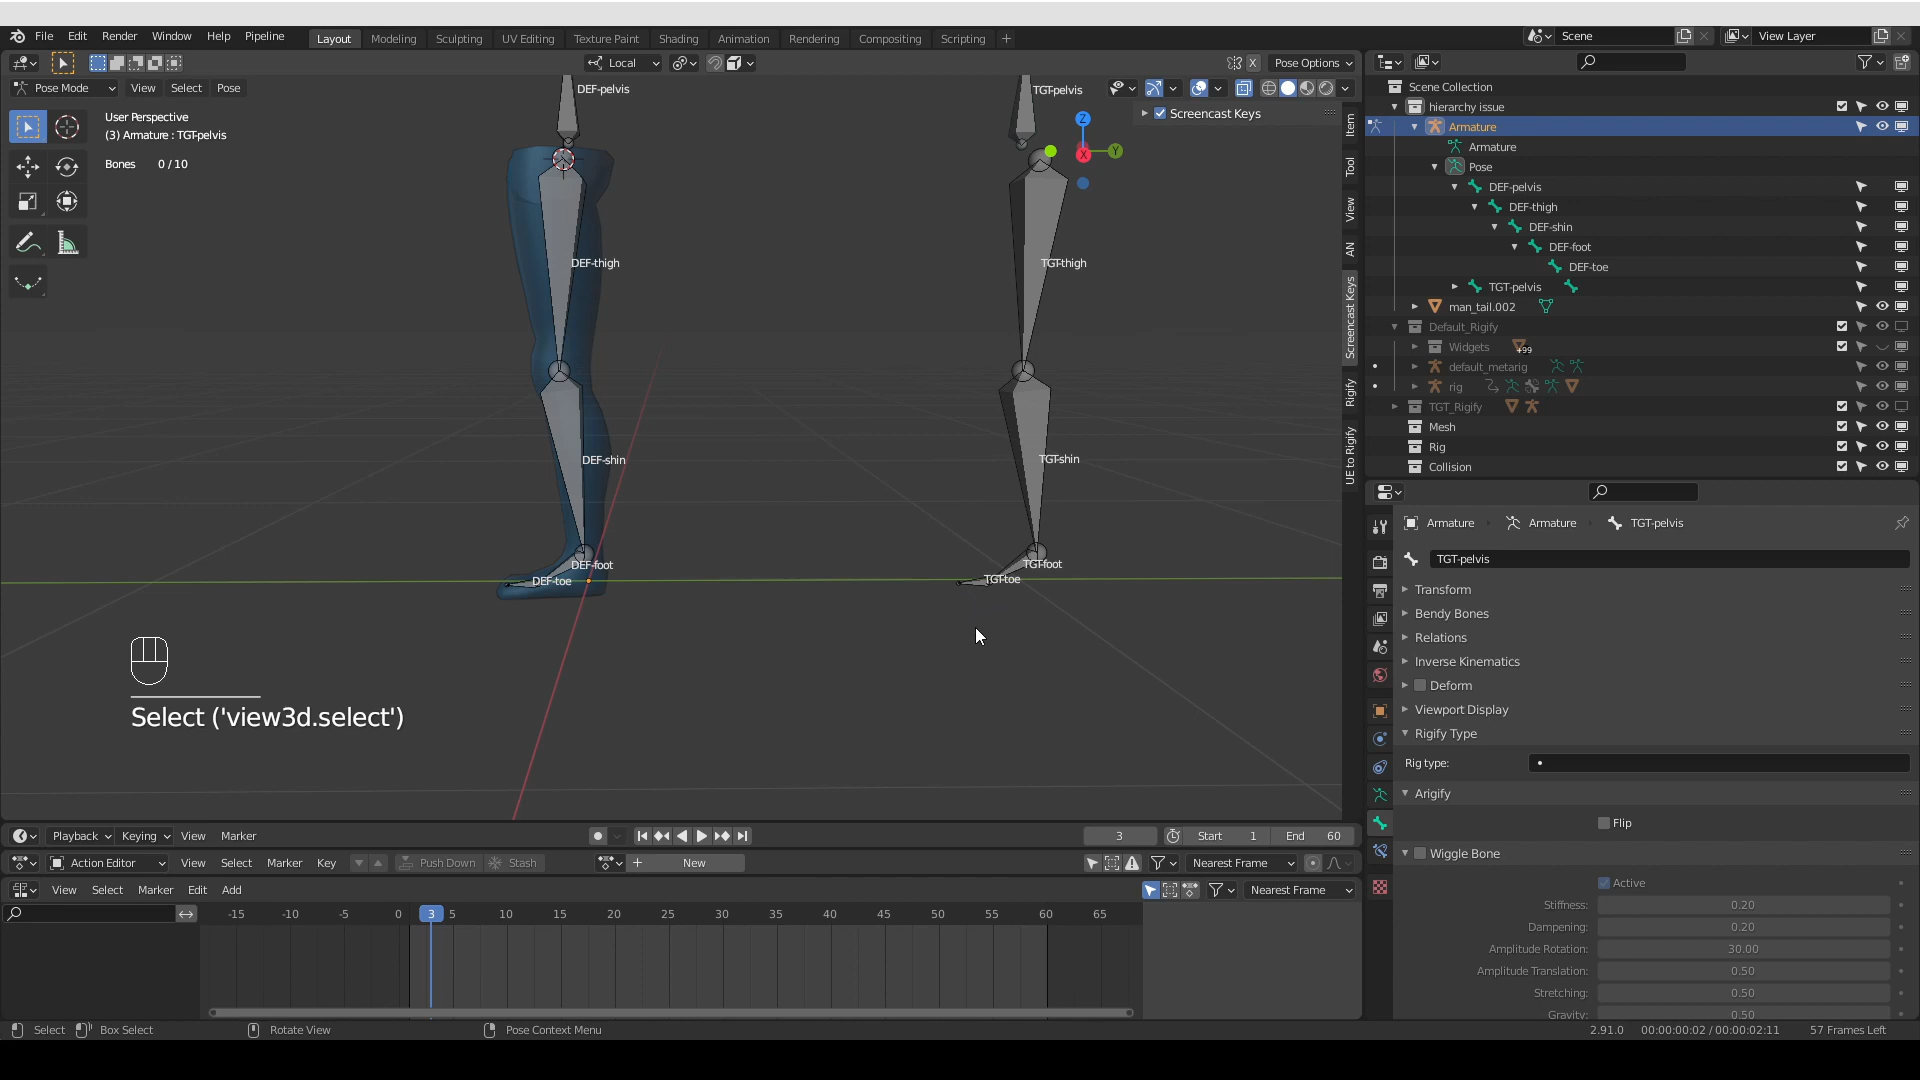 File Edit Render Window Help Pipeline Layout Modeling Sculpting UV Editing Texture Paint Shading Animation Rendering Compositing Scripting + Scene View Layer
Local X Pose Options
Pose Mode View Select Pose
User Perspective
(3) Armature : TGT-pelvis
Bones 0 / 10
DEF-pelvis
TGT-pelvis
Screencast Keys
Z
X
Y
DEF-thigh
TGT-thigh
DEF-shin
TGT-shin
DEF-foot
TGT-foot
DEF-toe
TGT-toe
Select ('view3d.select')
Item
Tool
View
AN
Screencast Keys
Rigify
UE to Rigify
Scene Collection
hierarchy issue
Armature
Armature
Pose
DEF-pelvis
DEF-thigh
DEF-shin
DEF-foot
DEF-toe
TGT-pelvis
man_tail.002
Default_Rigify
Widgets +99
default_metarig
rig
TGT_Rigify
Mesh
Rig
Collision
Armature Armature TGT-pelvis
TGT-pelvis
Transform
Bendy Bones
Relations
Inverse Kinematics
Deform
Viewport Display
Rigify Type
Rig type:
Arigify
Flip
Wiggle Bone
Active
Stiffness: 0.20
Dampening: 0.20
Amplitude Rotation: 30.00
Amplitude Translation: 0.50
Stretching: 0.50
Gravity: 0.50
Playback Keying View Marker 3 Start 1 End 60
Action Editor View Select Marker Key Push Down Stash + New Nearest Frame
View Select Marker Edit Add Nearest Frame
-15 -10 -5 0 3 5 10 15 20 25 30 35 40 45 50 55 60 65
Select Box Select Rotate View Pose Context Menu 2.91.0 00:00:00:02 / 00:00:02:11 57 Frames Left